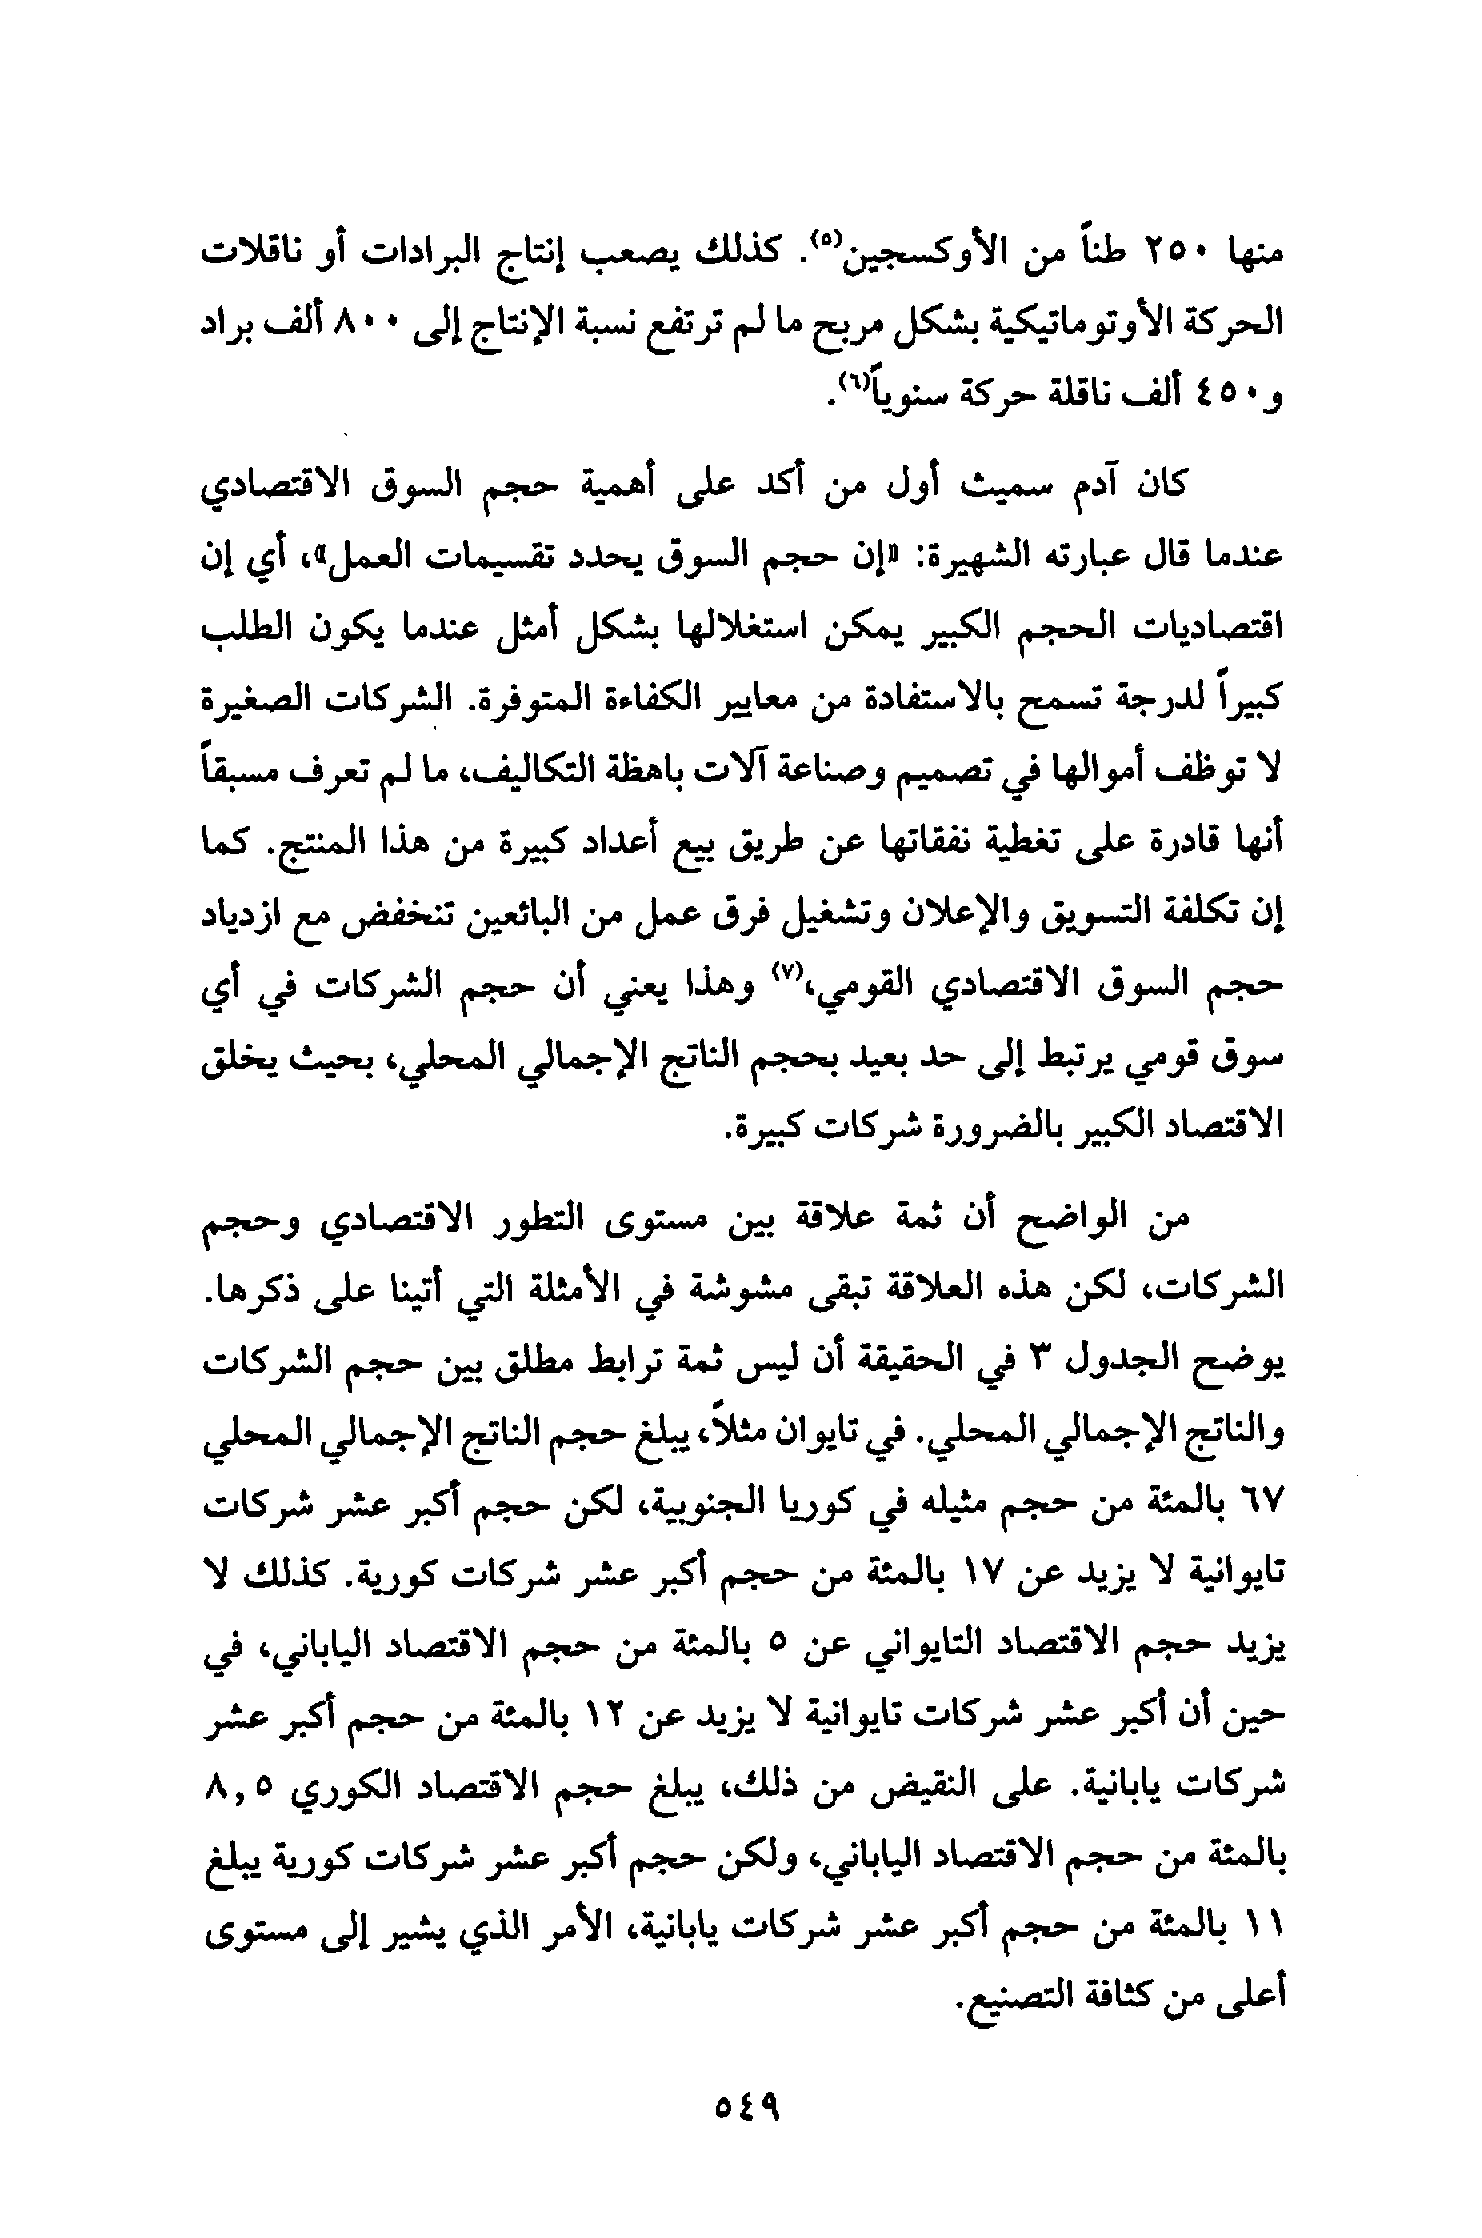 منها ٢٥٠ طناً من الأوكسجين(٥). كذلك يصعب إنتاج البرادات أو ناقلات
الحركة الأوتوماتيكية بشكل مربح ما لم ترتفع نسبة الإنتاج إلى ٨٠٠ ألف براد
و٤٥٠ ألف ناقلة حركة سنوياً(٦).
كان آدم سميث أول من أكد على أهمية حجم السوق الاقتصادي
عندما قال عبارته الشهيرة: «إن حجم السوق يحدد تقسيمات العمل»، أي إن
اقتصاديات الحجم الكبير يمكن استغلالها بشكل أمثل عندما يكون الطلب
كبيراً لدرجة تسمح بالاستفادة من معايير الكفاءة المتوفرة. الشركات الصغيرة
لا توظف أموالها في تصميم وصناعة آلات باهظة التكاليف، ما لم تعرف مسبقاً
أنها قادرة على تغطية نفقاتها عن طريق بيع أعداد كبيرة من هذا المنتج. كما
إن تكلفة التسويق والإعلان وتشغيل فرق عمل من البائعين تنخفض مع ازدياد
حجم السوق الاقتصادي القومي،(٧) وهذا يعني أن حجم الشركات في أي
سوق قومي يرتبط إلى حد بعيد بحجم الناتج الإجمالي المحلي، بحيث يخلق
الاقتصاد الكبير بالضرورة شركات كبيرة.
من الواضح أن ثمة علاقة بين مستوى التطور الاقتصادي وحجم
الشركات، لكن هذه العلاقة تبقى مشوشة في الأمثلة التي أتينا على ذكرها.
يوضح الجدول ٣ في الحقيقة أن ليس ثمة ترابط مطلق بين حجم الشركات
والناتج الإجمالي المحلي. في تايوان مثلاً، يبلغ حجم الناتج الإجمالي المحلي
٦٧ بالمئة من حجم مثيله في كوريا الجنوبية، لكن حجم أكبر عشر شركات
تايوانية لا يزيد عن ١٧ بالمئة من حجم أكبر عشر شركات كورية. كذلك لا
يزيد حجم الاقتصاد التايواني عن ٥ بالمئة من حجم الاقتصاد الياباني، في
حين أن أكبر عشر شركات تايوانية لا يزيد عن ١٢ بالمئة من حجم أكبر عشر
شركات يابانية. على النقيض من ذلك، يبلغ حجم الاقتصاد الكوري ٨,٥
بالمئة من حجم الاقتصاد الياباني، ولكن حجم أكبر عشر شركات كورية يبلغ
١١ بالمئة من حجم أكبر عشر شركات يابانية، الأمر الذي يشير إلى مستوى
أعلى من كثافة التصنيع.
٥٤٩